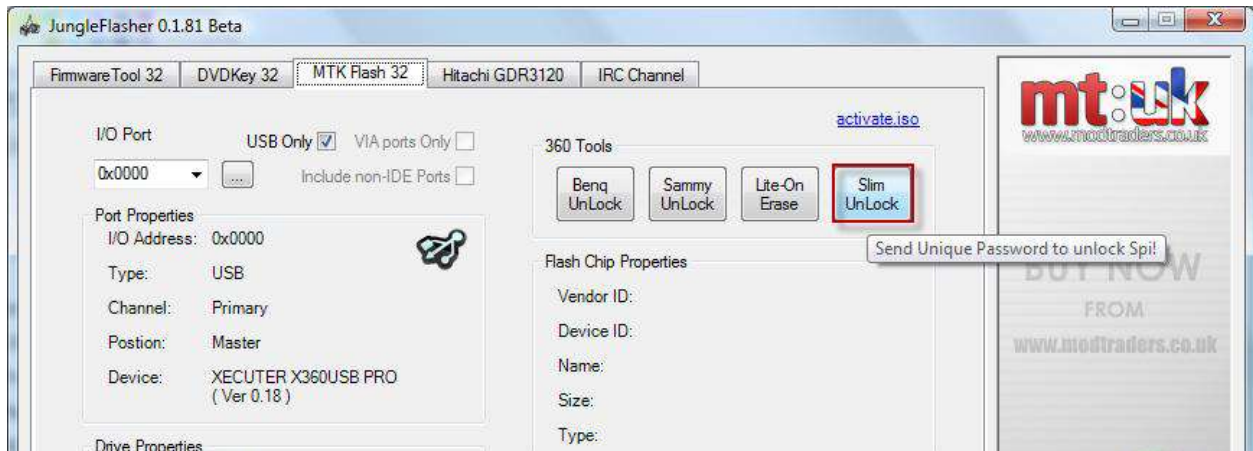 JungleFlasher 0.1.81 Beta
Firmware Tool 32 DVDKey 32 MTK Flash 32 Hitachi GDR3120 IRC Channel
I/O Port
USB Only VIA ports Only
0x0000 ... Include non-IDE Ports
Port Properties
I/O Address: 0x0000
Type: USB
Channel: Primary
Postion: Master
Device: XECUTER X360USB PRO
( Ver 0.18 )
Drive Properties
activate.iso
360 Tools
Benq UnLock
Sammy UnLock
Lite-On Erase
Slim UnLock
Send Unique Password to unlock Spi!
Flash Chip Properties
Vendor ID:
Device ID:
Name:
Size:
Type:
mt:uk
www.modtraders.co.uk
BUY NOW
FROM
www.modtraders.co.uk